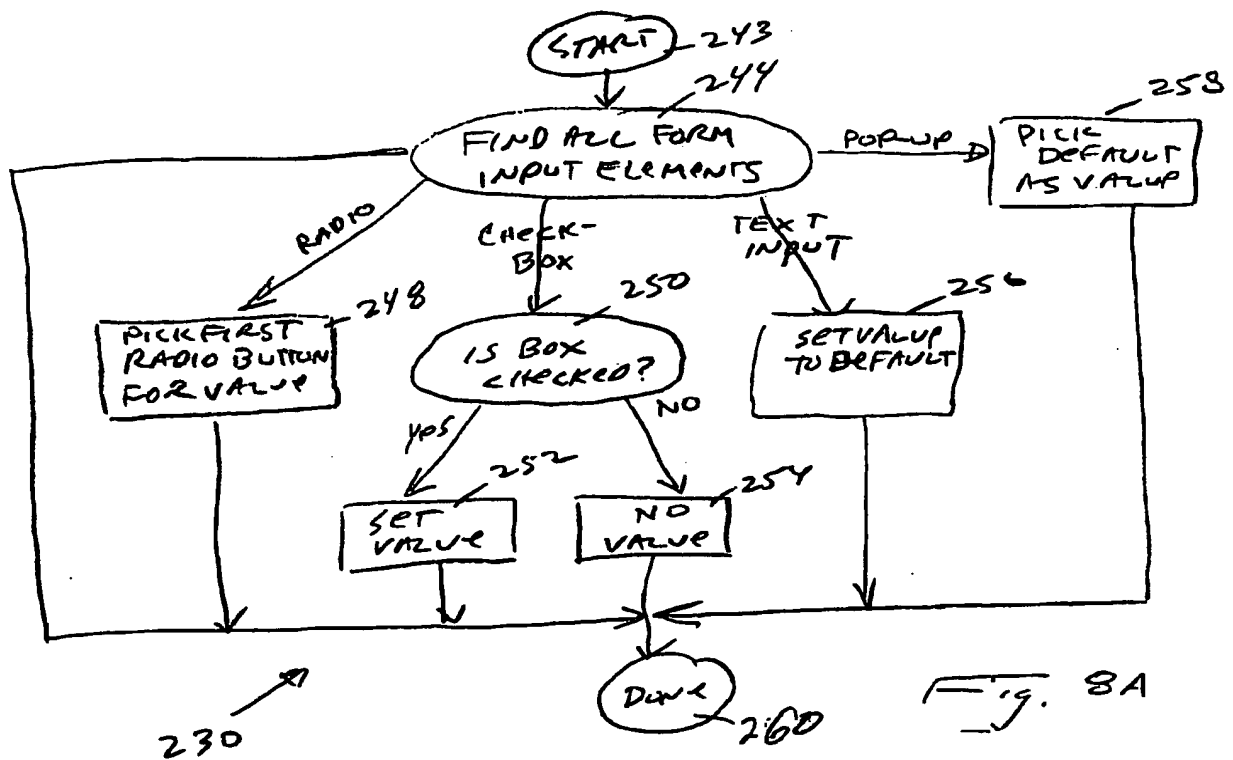 START
243
244
FIND ALL FORM
INPUT ELEMENTS
POP-UP
258
PICK
DEFAULT
AS VALUE
RADIO
CHECK-
BOX
TEXT
INPUT
248
PICK FIRST
RADIO BUTTON
FOR VALUE
250
IS BOX
CHECKED?
256
SET VALUE
TO DEFAULT
YES
NO
252
SET
VALUE
254
NO
VALUE
DONE
260
230
Fig. 8A